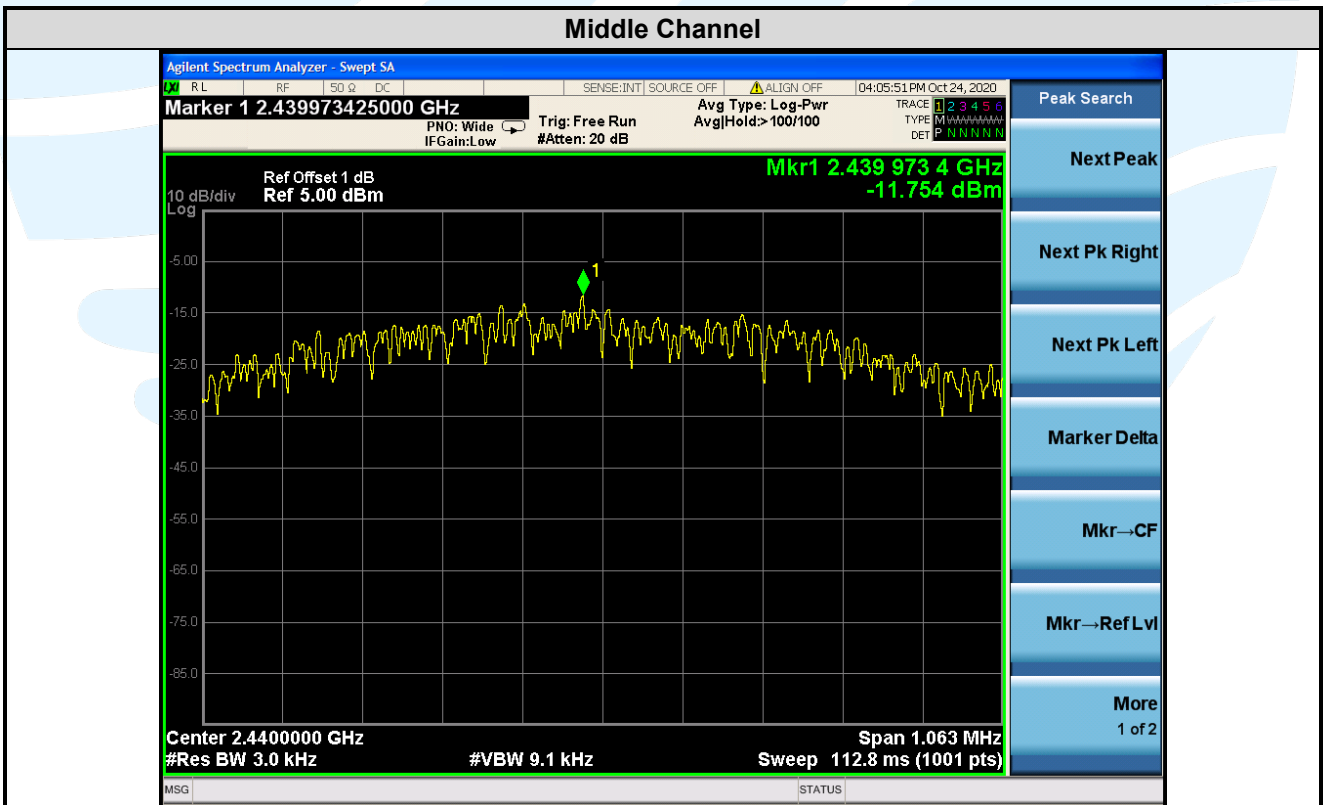 Middle Channel
Agilent Spectrum Analyzer - Swept SA
LXI RL RF 50 Ω DC SENSE:INT SOURCE OFF ALIGN OFF 04:05:51 PM Oct 24, 2020
Marker 1 2.439973425000 GHz
PNO: Wide
IFGain:Low
Trig: Free Run
#Atten: 20 dB
Avg Type: Log-Pwr
Avg|Hold:>100/100
TRACE 1 2 3 4 5 6
TYPE M WWWWW
DET P N N N N N
Ref Offset 1 dB
10 dB/div Ref 5.00 dBm
Log
Mkr1 2.439 973 4 GHz
-11.754 dBm
1
-5.00
-15.0
-25.0
-35.0
-45.0
-55.0
-65.0
-75.0
-85.0
Center 2.4400000 GHz Span 1.063 MHz
#Res BW 3.0 kHz #VBW 9.1 kHz Sweep 112.8 ms (1001 pts)
MSG STATUS
Peak Search
Next Peak
Next Pk Right
Next Pk Left
Marker Delta
Mkr→CF
Mkr→Ref Lvl
More
1 of 2